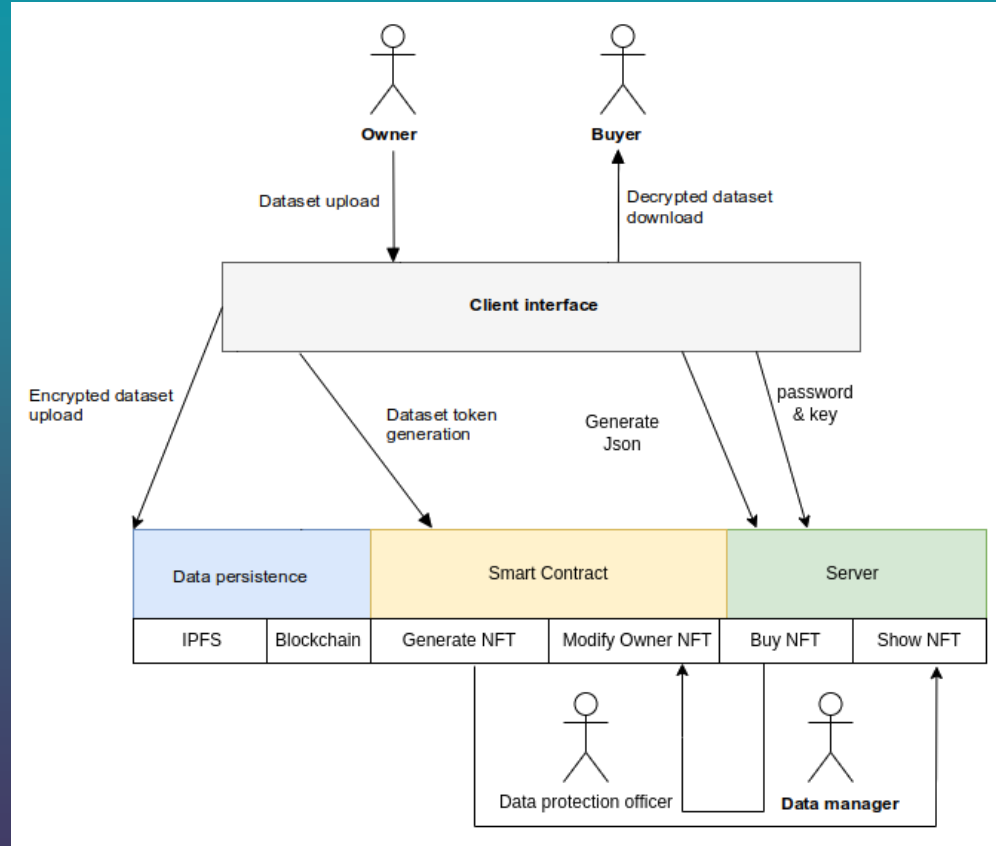 Owner
Buyer
Dataset upload
Decrypted dataset
download
Client interface
Encrypted dataset
upload
Dataset token
generation
Generate
Json
password
& key
Data persistence
Smart Contract
Server
IPFS
Blockchain
Generate NFT
Modify Owner NFT
Buy NFT
Show NFT
Data protection officer
Data manager